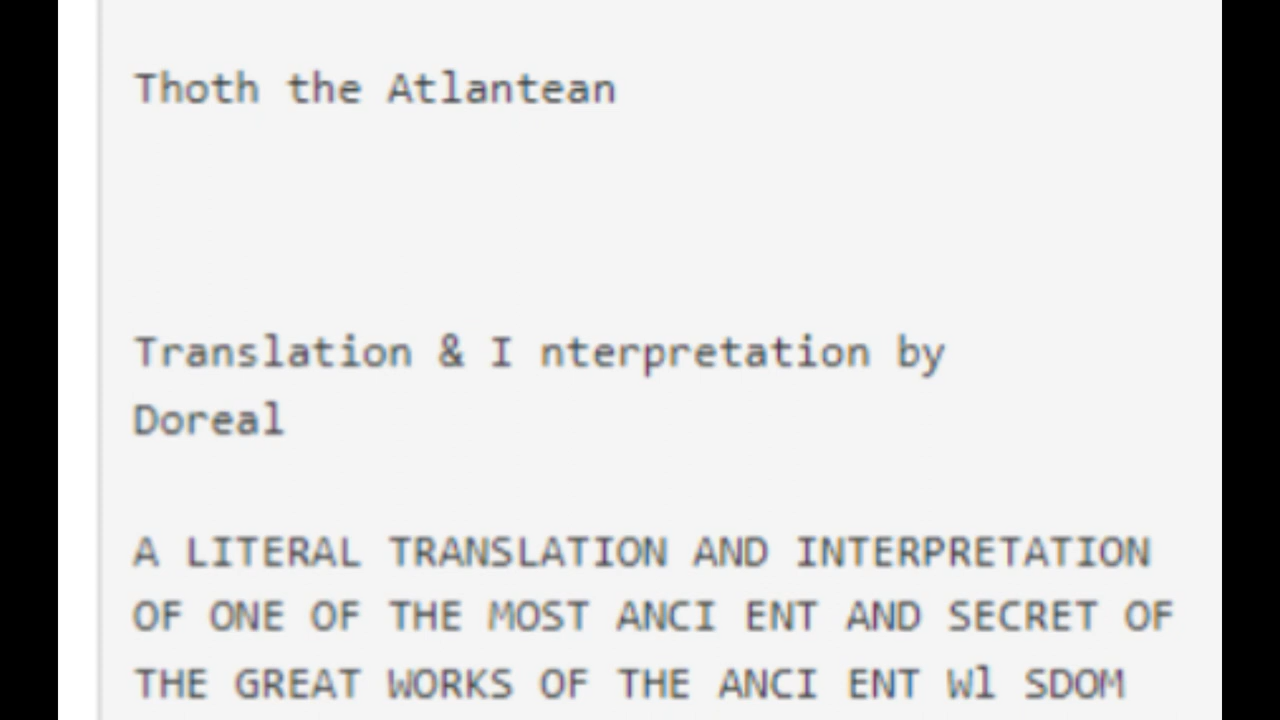 Thoth the Atlantean
Translation & I nterpretation by
Doreal
A LITERAL TRANSLATION AND INTERPRETATION
OF ONE OF THE MOST ANCI ENT AND SECRET OF
THE GREAT WORKS OF THE ANCI ENT Wl SDOM